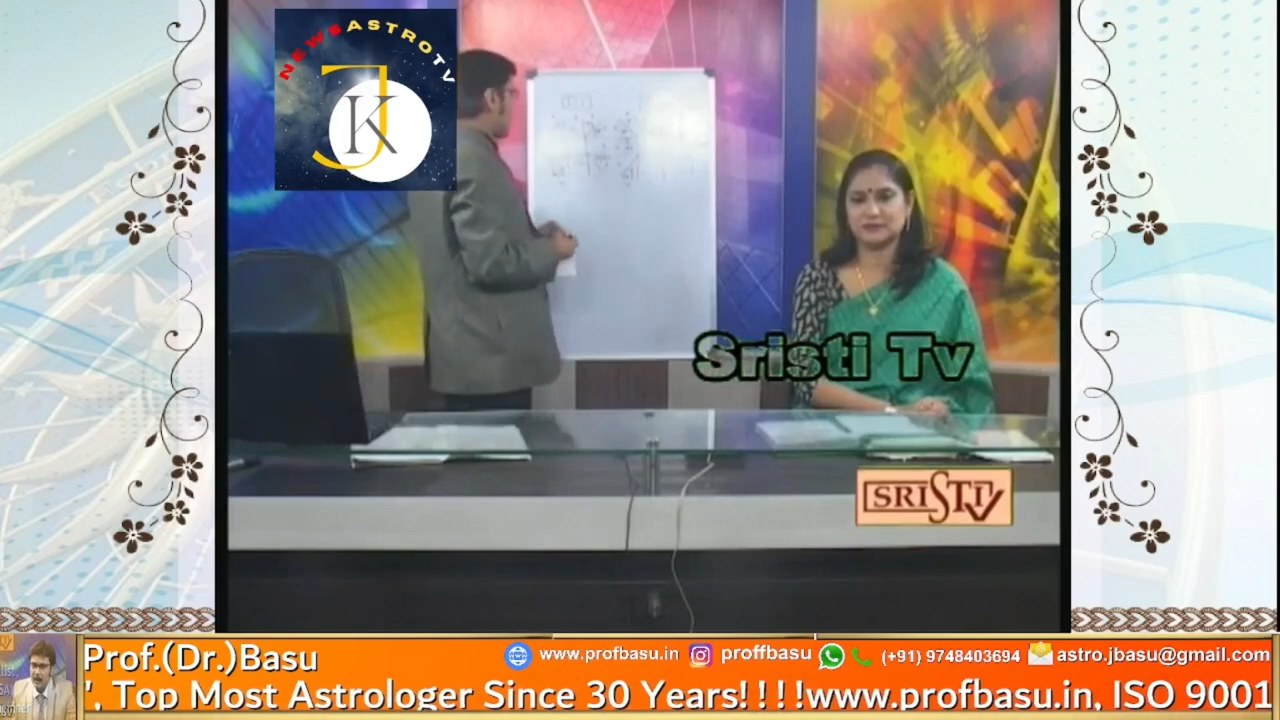 NEWSASTROTV
JK
Sristi Tv
SRISTI TV
Prof.(Dr.)Basu
www.profbasu.in
proffbasu
(+91) 9748403694
astro.jbasu@gmail.com
', Top Most Astrologer Since 30 Years!!!!www.profbasu.in, ISO 9001